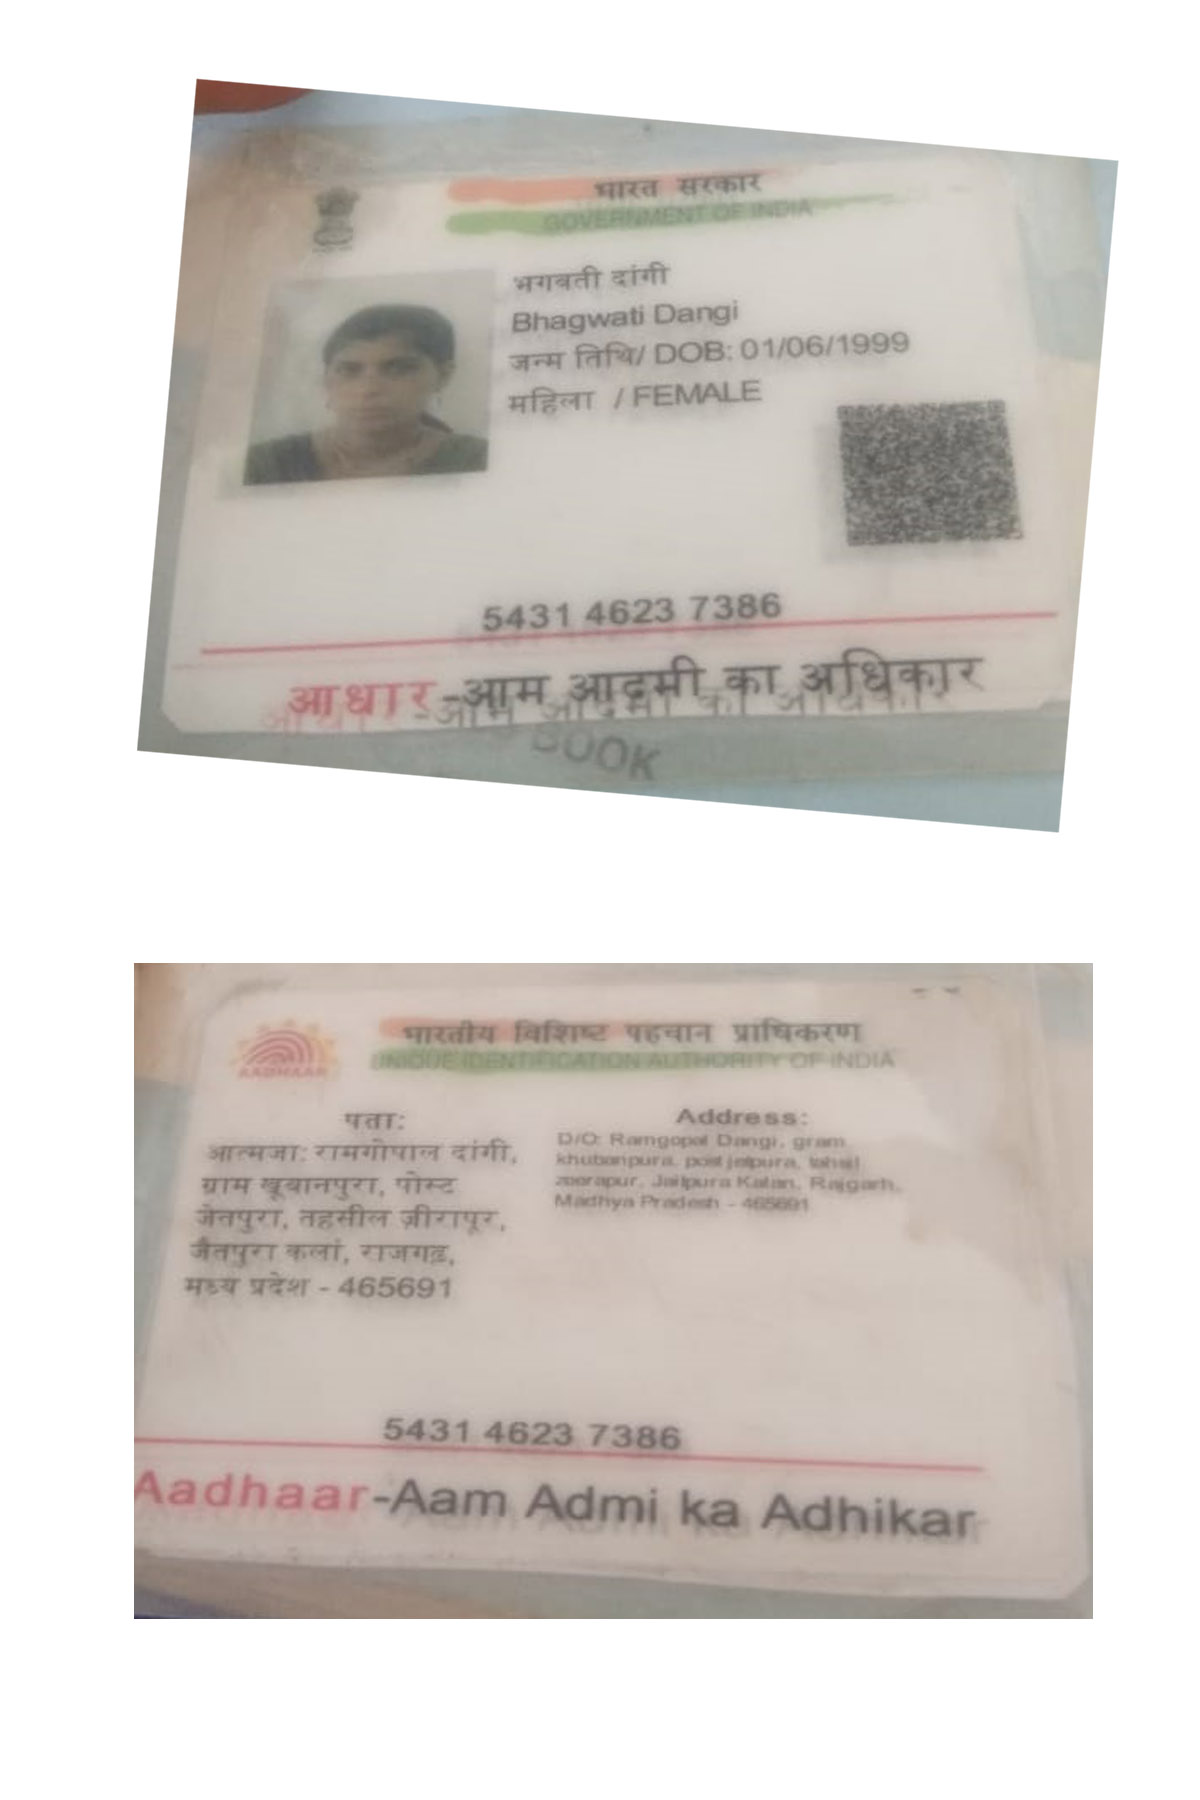 भारत सरकार
GOVERNMENT OF INDIA
भगवती दांगी
Bhagwati Dangi
जन्म तिथि/ DOB: 01/06/1999
महिला / FEMALE
5431 4623 7386
आधार-आम आदमी का अधिकार
BOOK
भारतीय विशिष्ट पहचान प्राधिकरण
UNIQUE IDENTIFICATION AUTHORITY OF INDIA
AADHAAR
पता:
आत्मजा: रामगोपाल दांगी,
ग्राम खूबानपुरा, पोस्ट
जेतपुरा, तहसील ज़ीरापूर,
जैतपुरा कलां, राजगढ़,
मध्य प्रदेश - 465691
Address:
D/O: Ramgopal Dangi, gram
khubanpura, post jetpura, tahsil
zeerapur, Jaitpura Kalan, Rajgarh,
Madhya Pradesh - 465691
5431 4623 7386
Aadhaar-Aam Admi ka Adhikar